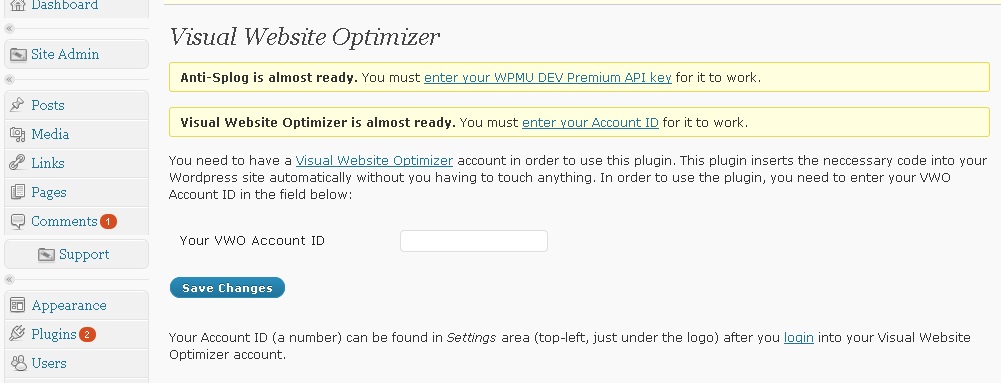 Dashboard
Site Admin
Posts
Media
Links
Pages
Comments 1
Support
Appearance
Plugins 2
Users
Visual Website Optimizer
Anti-Splog is almost ready. You must enter your WPMU DEV Premium API key for it to work.
Visual Website Optimizer is almost ready. You must enter your Account ID for it to work.
You need to have a Visual Website Optimizer account in order to use this plugin. This plugin inserts the neccessary code into your
Wordpress site automatically without you having to touch anything. In order to use the plugin, you need to enter your VWO
Account ID in the field below:
Your VWO Account ID
Save Changes
Your Account ID (a number) can be found in Settings area (top-left, just under the logo) after you login into your Visual Website
Optimizer account.